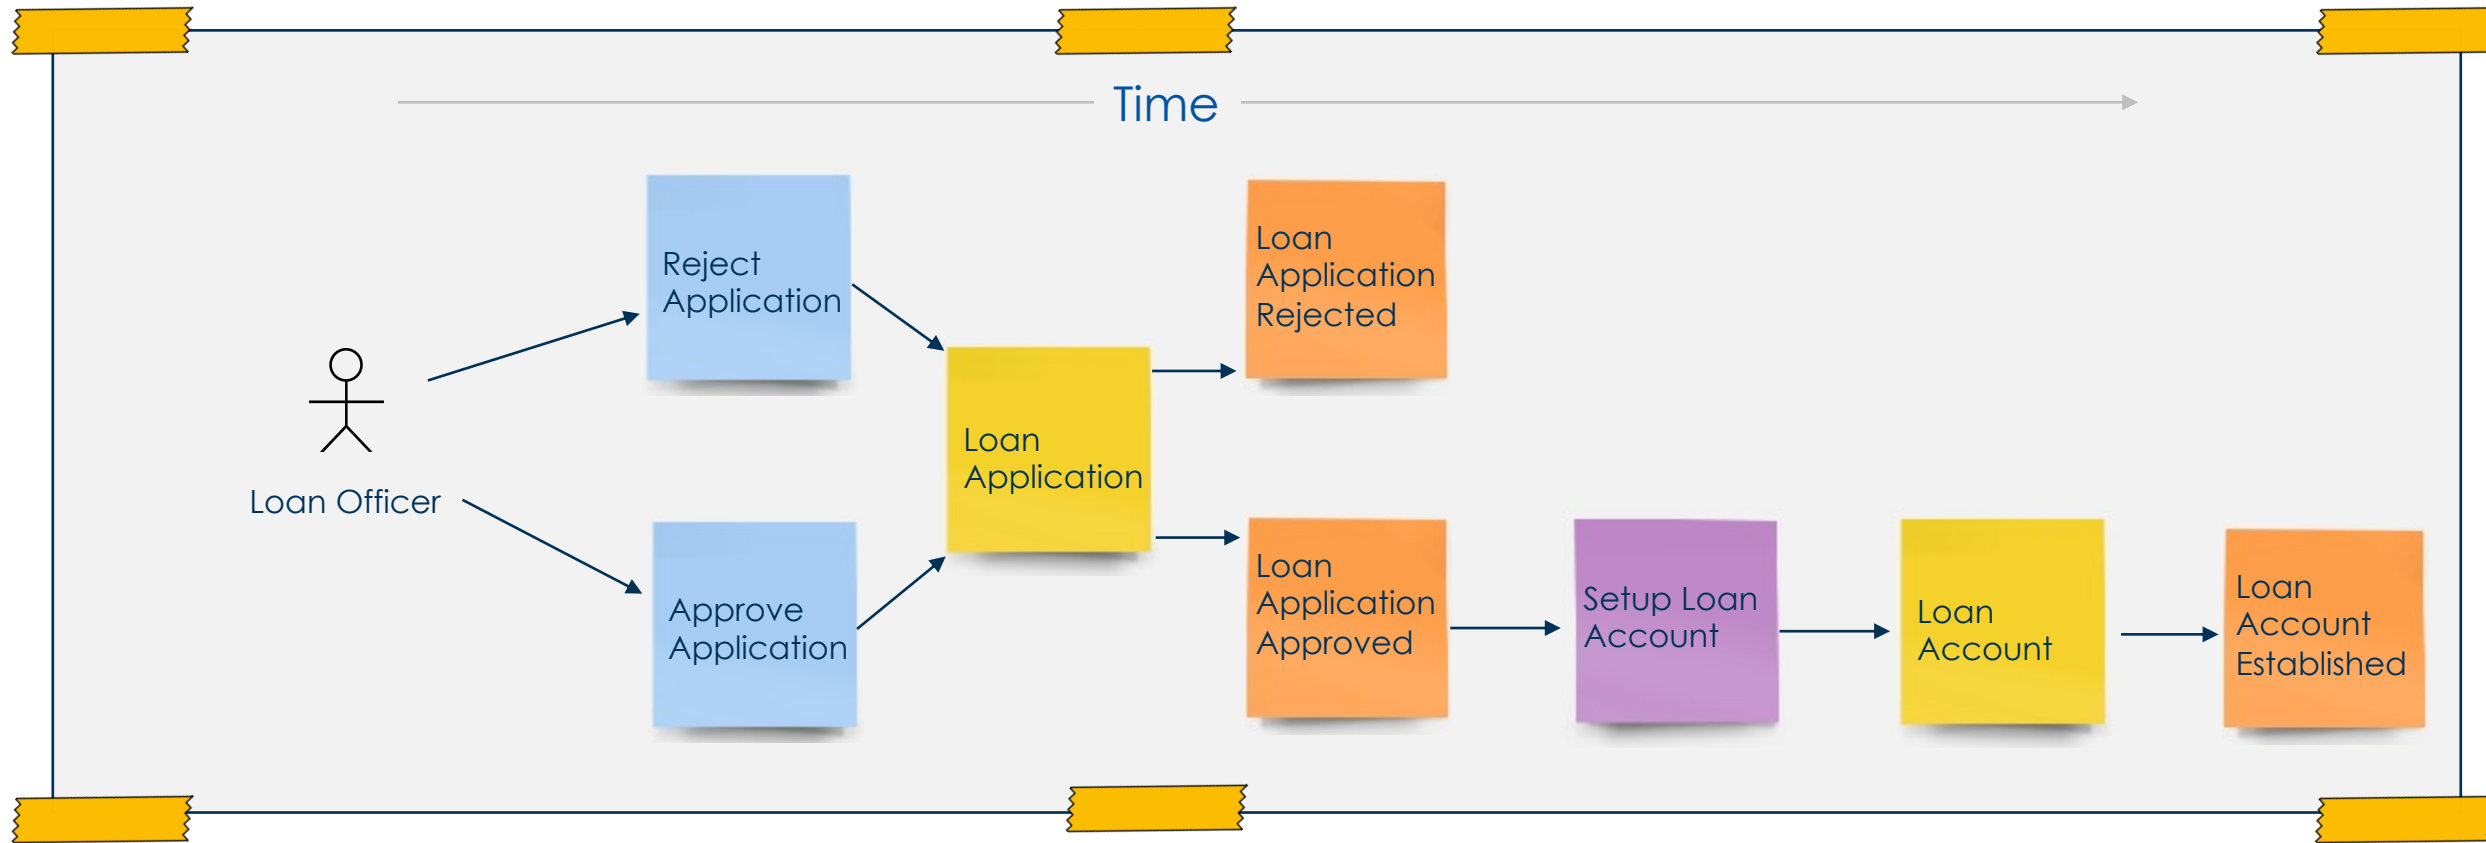 Time
Reject
Application
Loan
Application
Rejected
Loan
Application
Loan Officer
Approve
Application
Loan
Application
Approved
Setup Loan
Account
Loan
Account
Loan
Account
Established